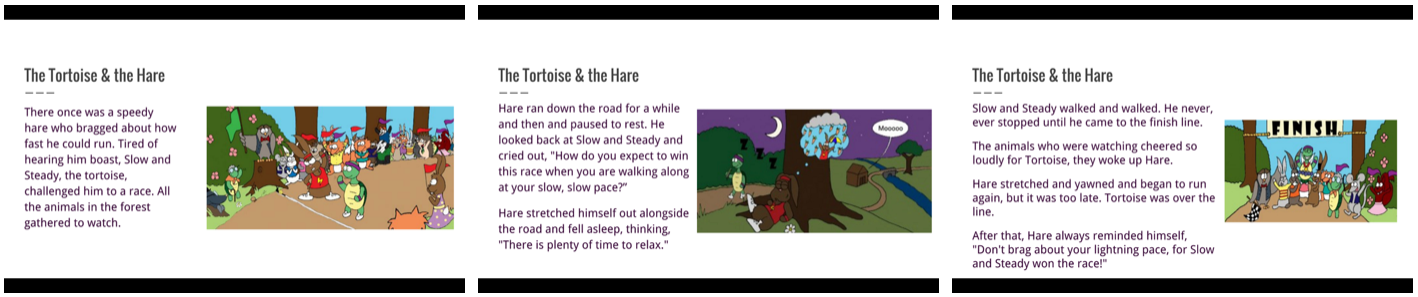 The Tortoise & the Hare
There once was a speedy
hare who bragged about how
fast he could run. Tired of
hearing him boast, Slow and
Steady, the tortoise,
challenged him to a race. All
the animals in the forest
gathered to watch.
The Tortoise & the Hare
Hare ran down the road for a while
and then and paused to rest. He
looked back at Slow and Steady and
cried out, "How do you expect to win
this race when you are walking along
at your slow, slow pace?"
Hare stretched himself out alongside
the road and fell asleep, thinking,
"There is plenty of time to relax."
Z Z Z
Mooooo
The Tortoise & the Hare
Slow and Steady walked and walked. He never,
ever stopped until he came to the finish line.
The animals who were watching cheered so
loudly for Tortoise, they woke up Hare.
Hare stretched and yawned and began to run
again, but it was too late. Tortoise was over the
line.
After that, Hare always reminded himself,
"Don't brag about your lightning pace, for Slow
and Steady won the race!"
FINISH